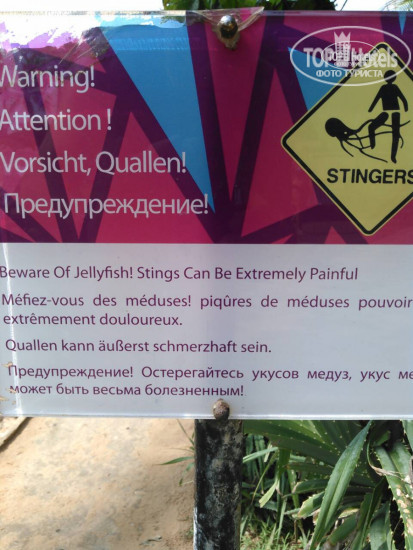 TOPHotels
ФОТО ТУРИСТА
Warning!
Attention !
Vorsicht, Quallen!
Предупреждение!
STINGERS
Beware Of Jellyfish! Stings Can Be Extremely Painful
Méfiez-vous des méduses! piqûres de méduses pouvoir
extrêmement douloureux.
Quallen kann äußerst schmerzhaft sein.
Предупреждение! Остерегайтесь укусов медуз, укус ме
может быть весьма болезненным!